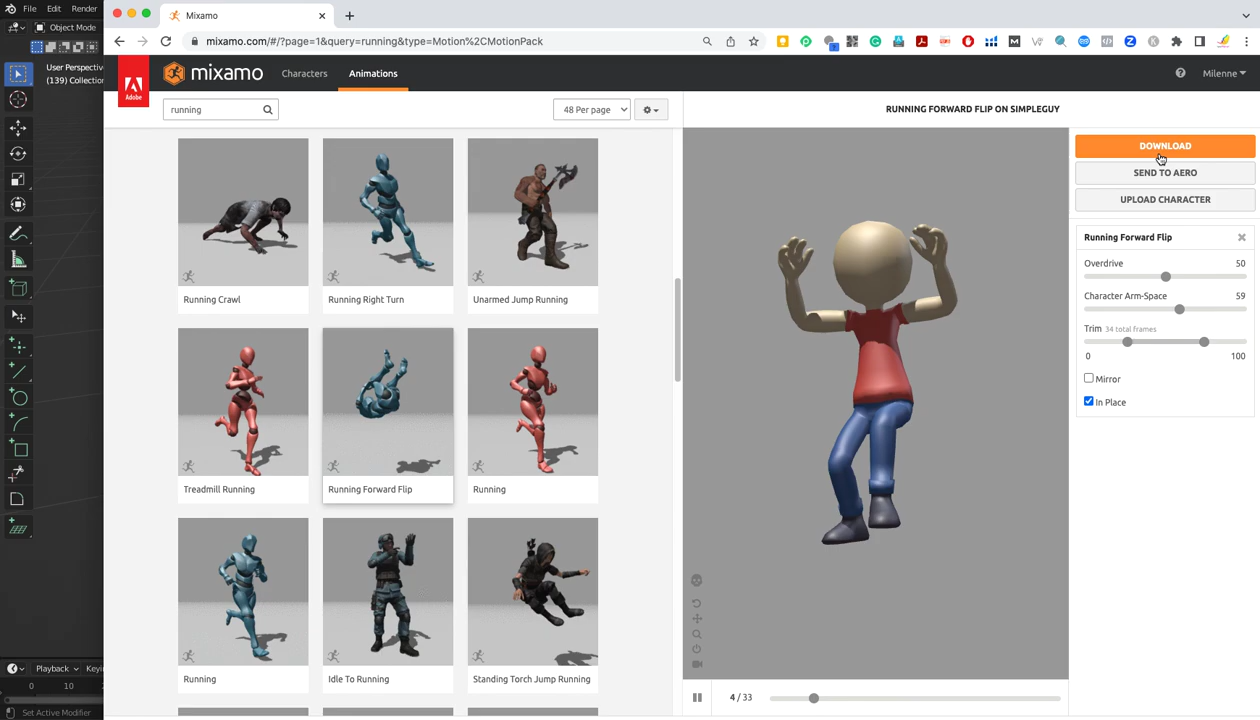 File Edit Rend
Mixamo
Object Mode
mixamo.com/#/?page=1&query=running&type=Motion%2CMotionPack
User Perspectiv
(139) Collection
Adobe
mixamo
Characters
Animations
Milenne
running
48 Per page
RUNNING FORWARD FLIP ON SIMPLEGUY
DOWNLOAD
SEND TO AERO
UPLOAD CHARACTER
Running Forward Flip
Overdrive 50
Character Arm-Space 59
Trim 34 total frames
0 100
Mirror
In Place
Running Crawl
Running Right Turn
Unarmed Jump Running
Treadmill Running
Running Forward Flip
Running
Running
Idle To Running
Standing Torch Jump Running
4 / 33
Playback Keyi
0 10
Set Active Modifier